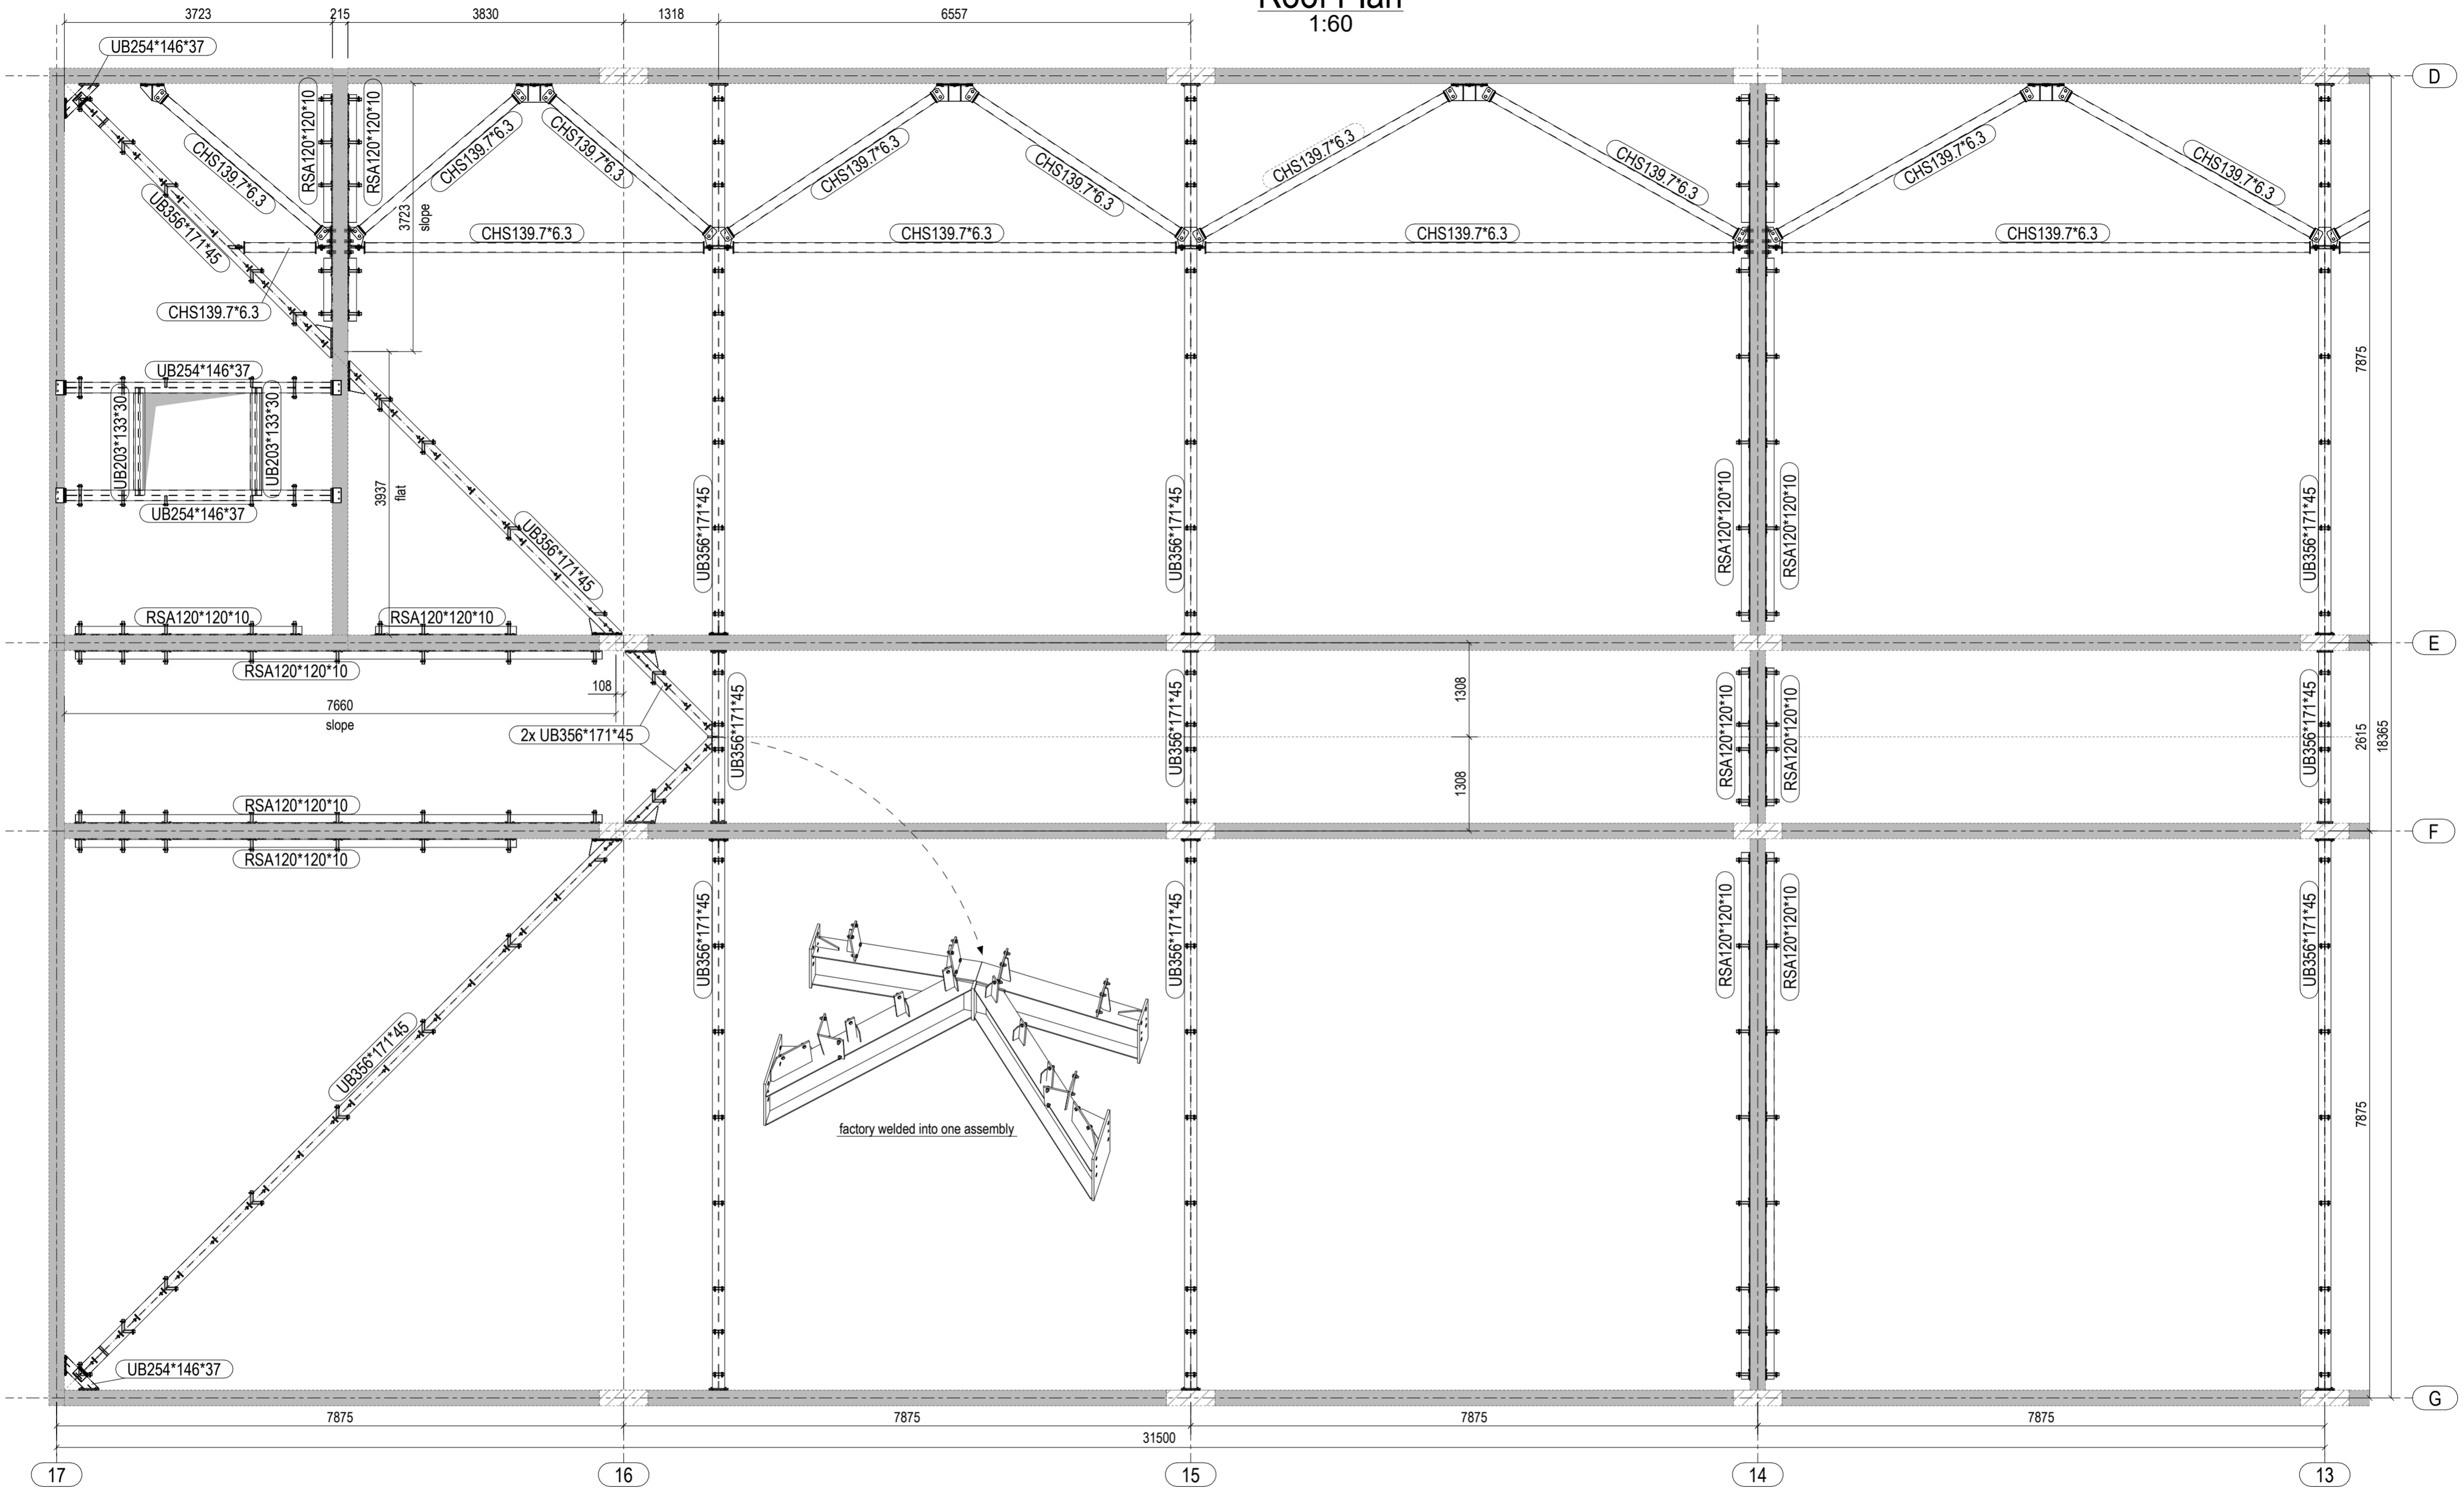 Roof Plan
1:60
3723
215
3830
1318
6557
UB254*146*37
D
RSA120*120*10
RSA120*120*10
CHS139.7*6.3
CHS139.7*6.3
CHS139.7*6.3
CHS139.7*6.3
CHS139.7*6.3
CHS139.7*6.3
CHS139.7*6.3
CHS139.7*6.3
CHS139.7*6.3
UB356*171*45
3723
slope
CHS139.7*6.3
CHS139.7*6.3
CHS139.7*6.3
CHS139.7*6.3
CHS139.7*6.3
7875
UB254*146*37
UB203*133*30
UB203*133*30
UB254*146*37
3937
flat
UB356*171*45
UB356*171*45
UB356*171*45
RSA120*120*10
RSA120*120*10
UB356*171*45
RSA120*120*10
RSA120*120*10
E
RSA120*120*10
108
7660
slope
2x UB356*171*45
UB356*171*45
UB356*171*45
1308
1308
RSA120*120*10
RSA120*120*10
UB356*171*45
2615
18365
RSA120*120*10
F
RSA120*120*10
UB356*171*45
UB356*171*45
RSA120*120*10
RSA120*120*10
UB356*171*45
UB356*171*45
factory welded into one assembly
7875
UB254*146*37
G
7875
7875
7875
7875
31500
17
16
15
14
13